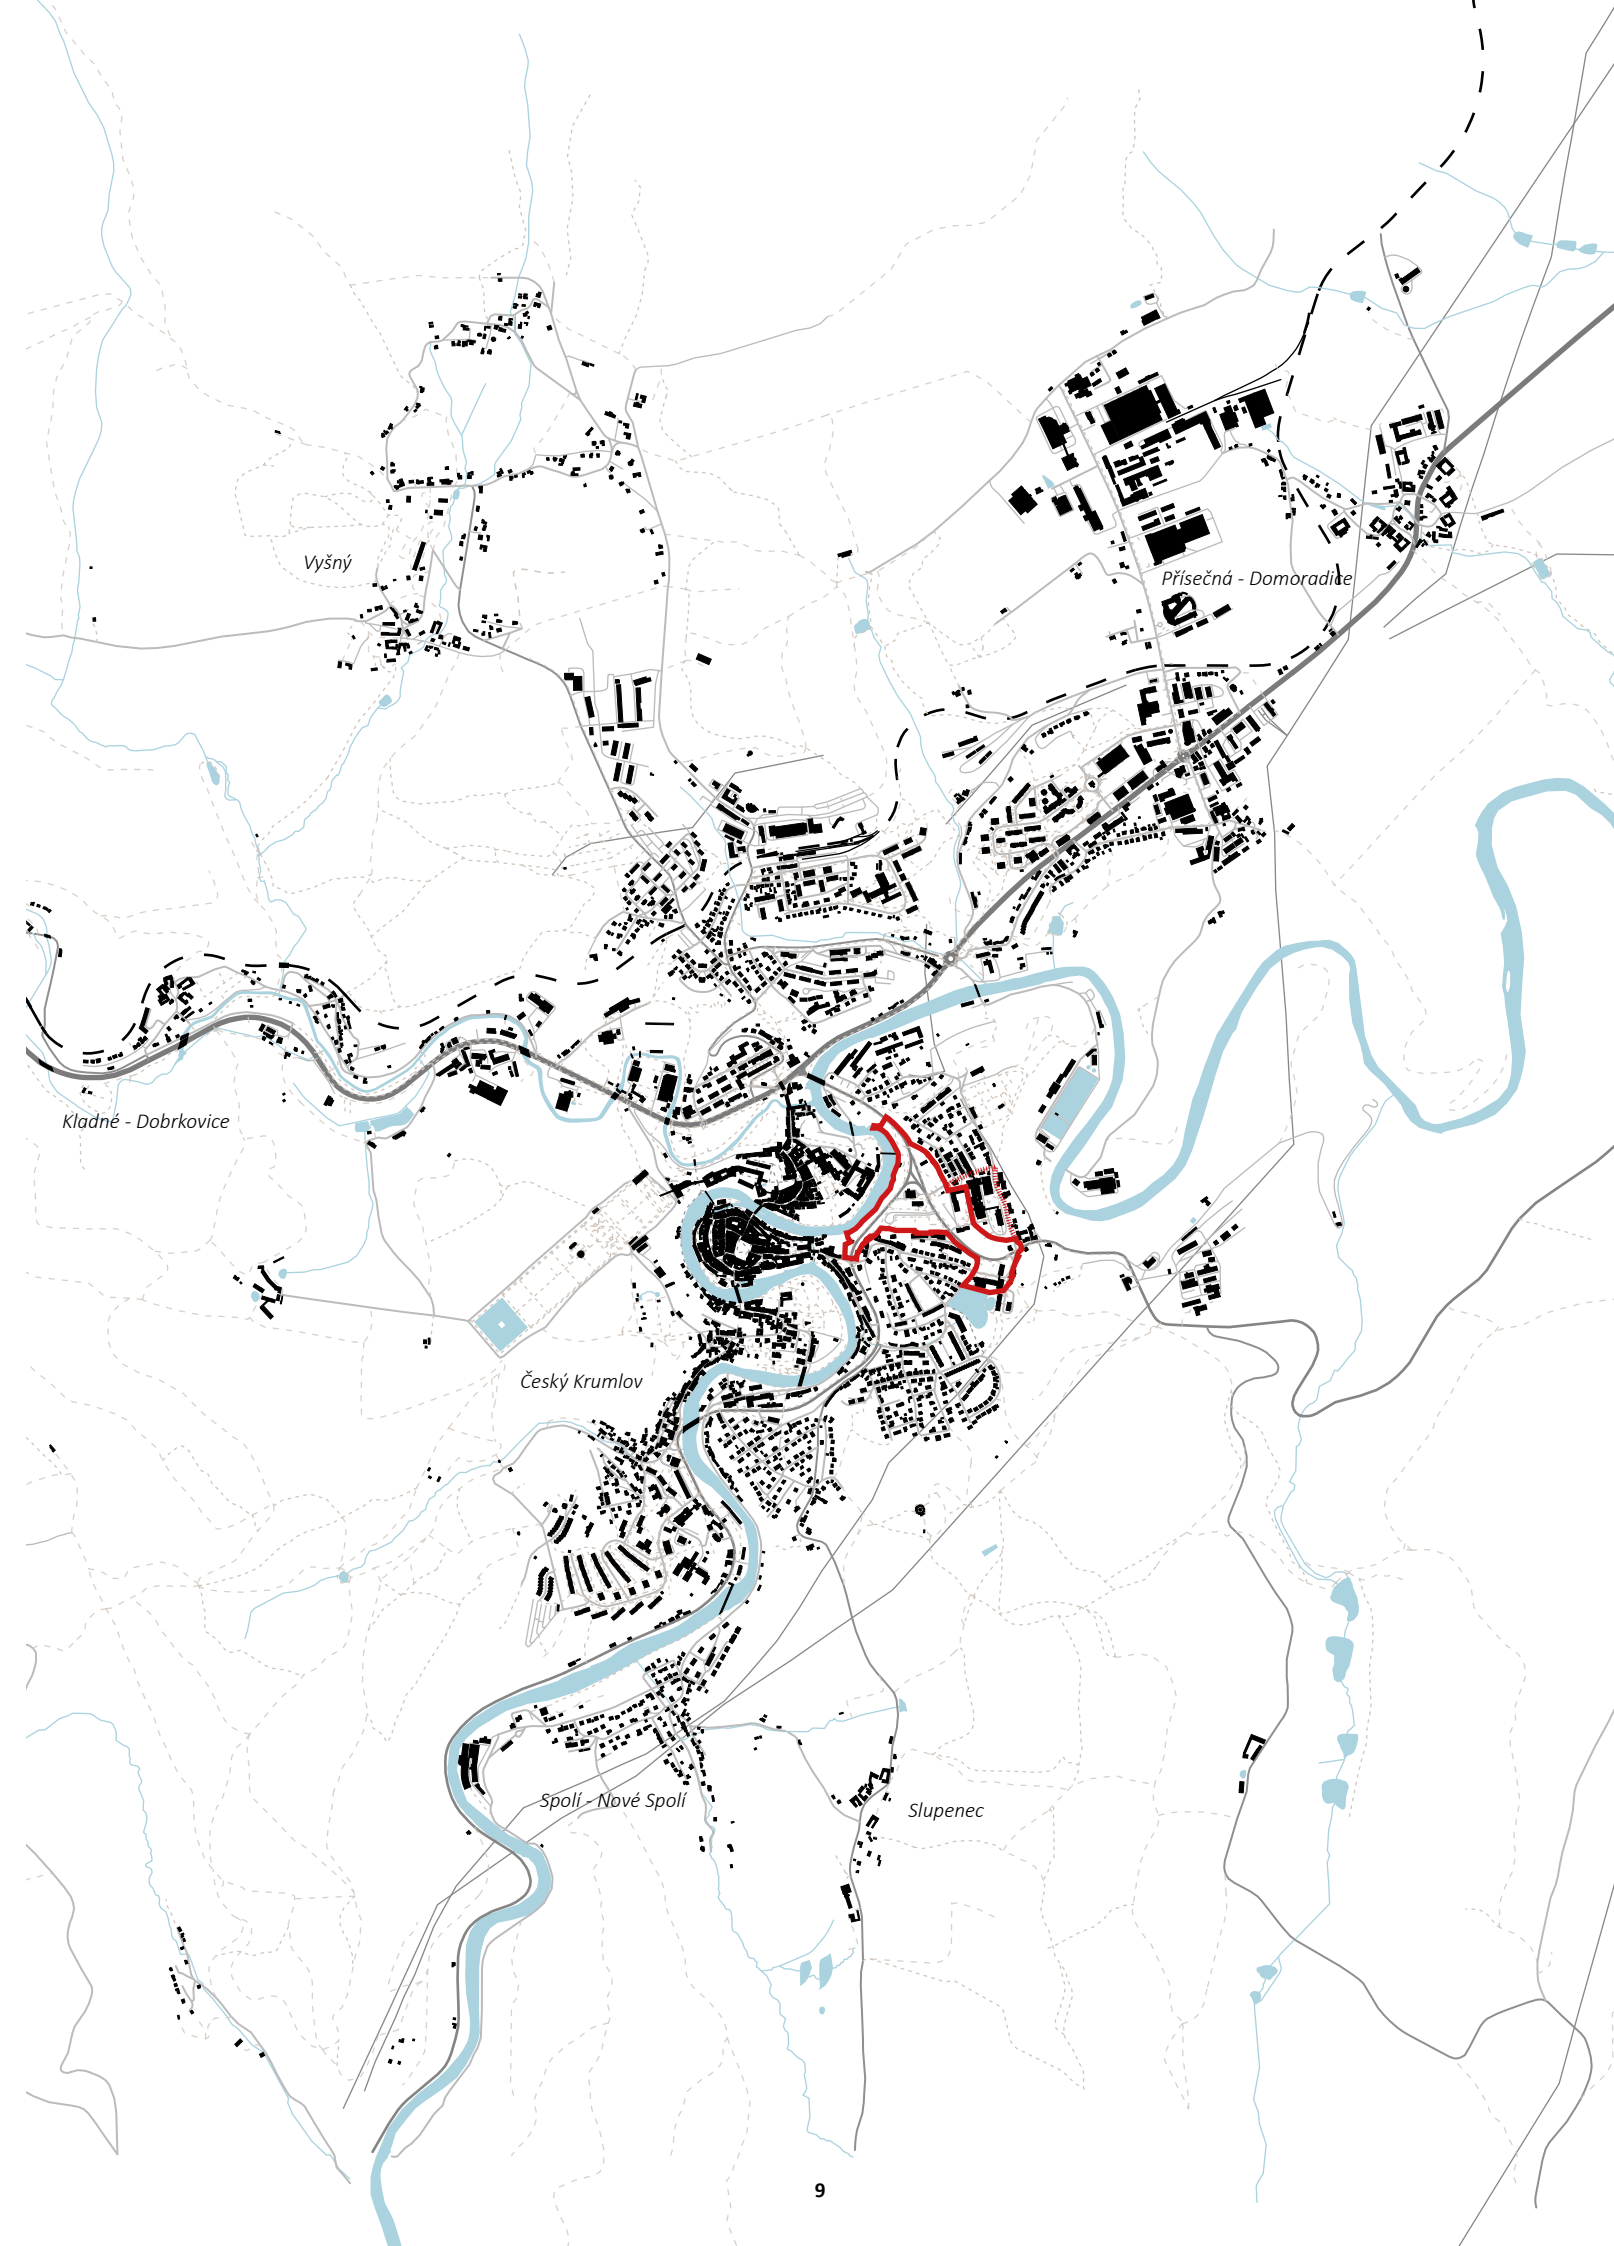 Vyšný
Přísečná - Domoradice
Kladné - Dobrkovice
Český Krumlov
Spolí - Nové Spolí
Slupenec
9